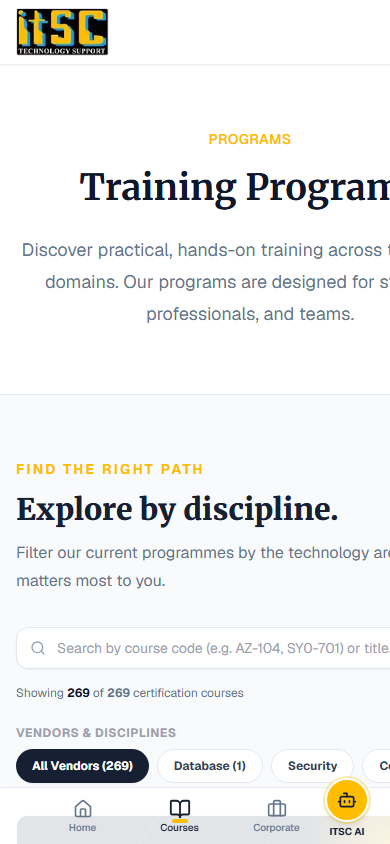 itSC
TECHNOLOGY SUPPORT
PROGRAMS
Training Program
Discover practical, hands-on training across
domains. Our programs are designed for
professionals, and teams.
FIND THE RIGHT PATH
Explore by discipline.
Filter our current programmes by the technology
matters most to you.
Search by course code (e.g. AZ-104, SY0-701) or title.
Showing 269 of 269 certification courses
VENDORS & DISCIPLINES
All Vendors (269)
Database (1)
Security
Home
Courses
Corporate
ITSC AI